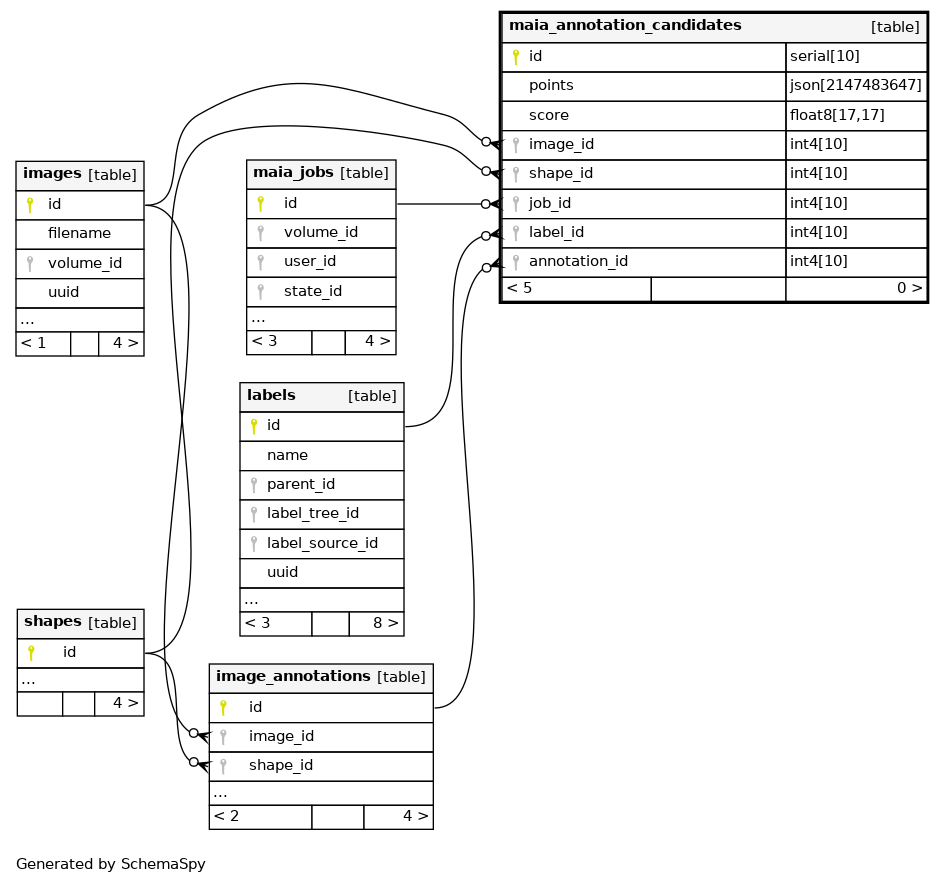 maia_annotation_candidates [table]
id serial[10]
points json[2147483647]
score float8[17,17]
image_id int4[10]
shape_id int4[10]
job_id int4[10]
label_id int4[10]
annotation_id int4[10]
< 5 0 >
images [table]
id
filename
volume_id
uuid
...
< 1 4 >
maia_jobs [table]
id
volume_id
user_id
state_id
...
< 3 4 >
labels [table]
id
name
parent_id
label_tree_id
label_source_id
uuid
...
< 3 8 >
shapes [table]
id
...
4 >
image_annotations [table]
id
image_id
shape_id
...
< 2 4 >
Generated by SchemaSpy